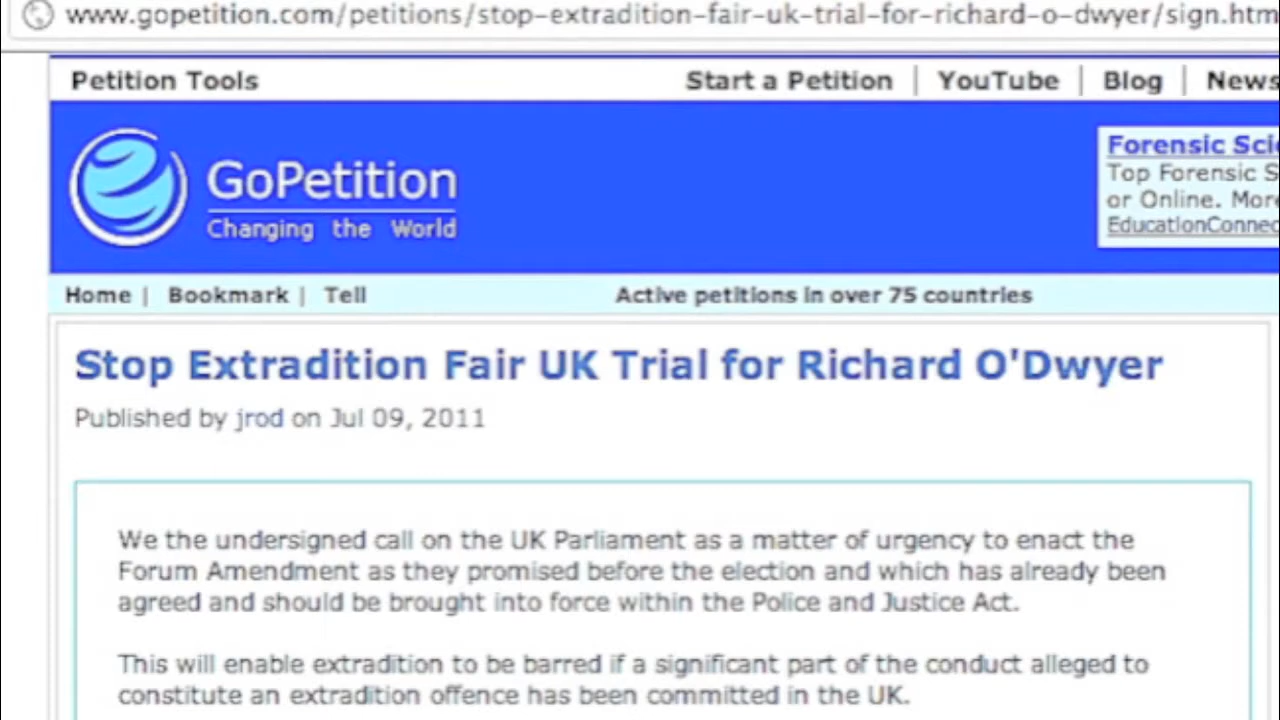 www.gopetition.com/petitions/stop-extradition-fair-uk-trial-for-richard-o-dwyer/sign.htm
Petition Tools
Start a Petition | YouTube | Blog | News
GoPetition
Changing the World
Forensic Sci
Top Forensic S
or Online. More
EducationConnec
Home | Bookmark | Tell
Active petitions in over 75 countries
Stop Extradition Fair UK Trial for Richard O'Dwyer
Published by jrod on Jul 09, 2011
We the undersigned call on the UK Parliament as a matter of urgency to enact the
Forum Amendment as they promised before the election and which has already been
agreed and should be brought into force within the Police and Justice Act.
This will enable extradition to be barred if a significant part of the conduct alleged to
constitute an extradition offence has been committed in the UK.